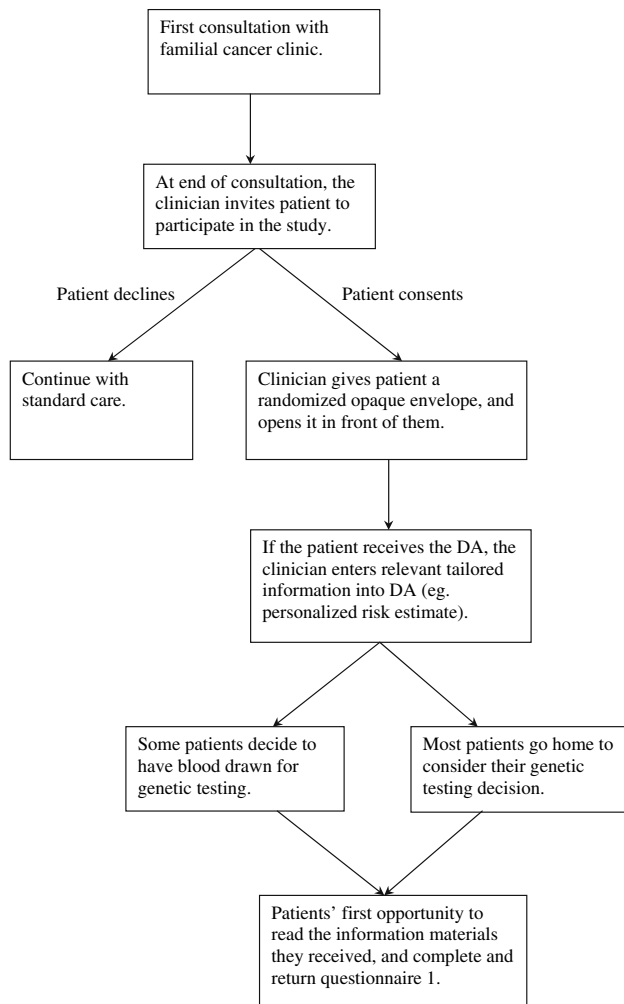 First consultation with
familial cancer clinic.
At end of consultation, the
clinician invites patient to
participate in the study.
Patient declines
Patient consents
Continue with
standard care.
Clinician gives patient a
randomized opaque envelope, and
opens it in front of them.
If the patient receives the DA, the
clinician enters relevant tailored
information into DA (eg.
personalized risk estimate).
Some patients decide to
have blood drawn for
genetic testing.
Most patients go home to
consider their genetic
testing decision.
Patients’ first opportunity to
read the information materials
they received, and complete and
return questionnaire 1.